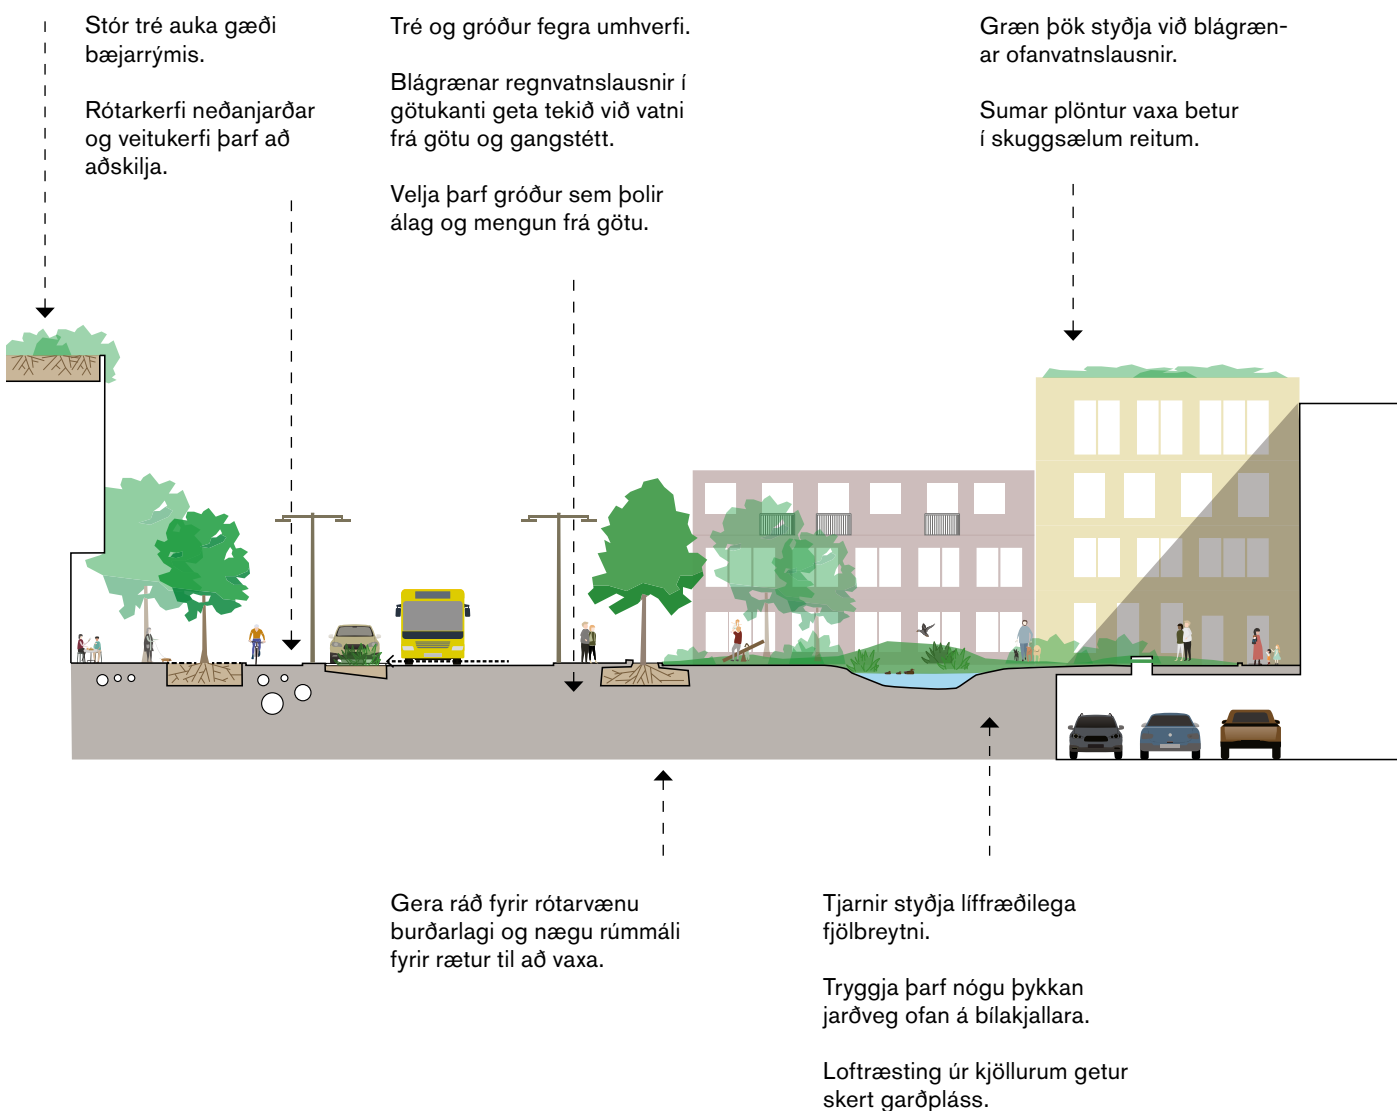 Stór tré auka gæði
bæjarrýmis.
Rótarkerfi neðanjarðar
og veitukerfi þarf að
aðskilja.
Tré og gróður fegra umhverfi.
Blágrænar regnvatnslausnir í
götukanti geta tekið við vatni
frá götu og gangstétt.
Velja þarf gróður sem þolir
álag og mengun frá götu.
Græn þök styðja við blágræn-
ar ofanvatnslausnir.
Sumar plöntur vaxa betur
í skuggsælum reitum.
Gera ráð fyrir rótarvænu
burðarlagi og nægu rúmmáli
fyrir rætur til að vaxa.
Tjarnir styðja líffræðilega
fjölbreytni.
Tryggja þarf nógu þykkan
jarðveg ofan á bílakjallara.
Loftræsting úr kjöllurum getur
skert garðpláss.